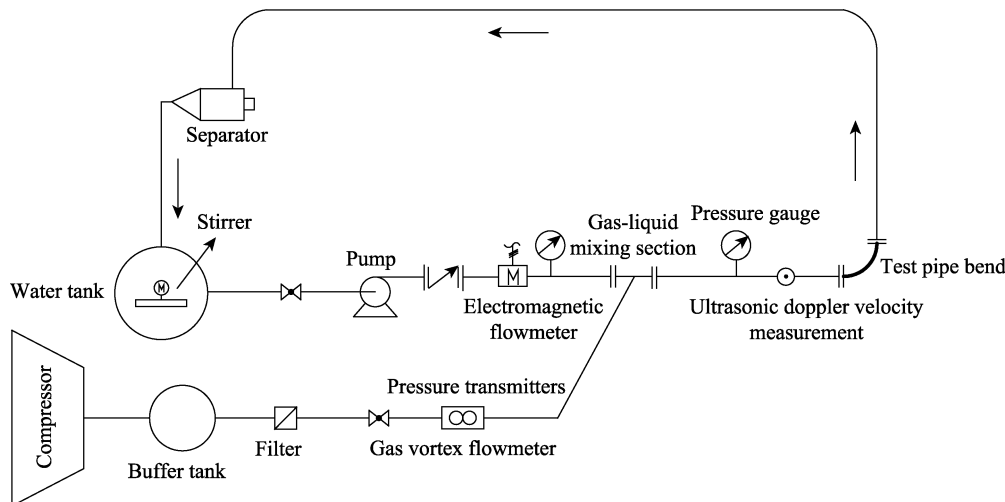 Separator
Stirrer
M
Water tank
Pump
M
Electromagnetic
flowmeter
Gas-liquid
mixing section
Pressure gauge
Test pipe bend
Ultrasonic doppler velocity
measurement
Compressor
Buffer tank
Filter
Pressure transmitters
Gas vortex flowmeter